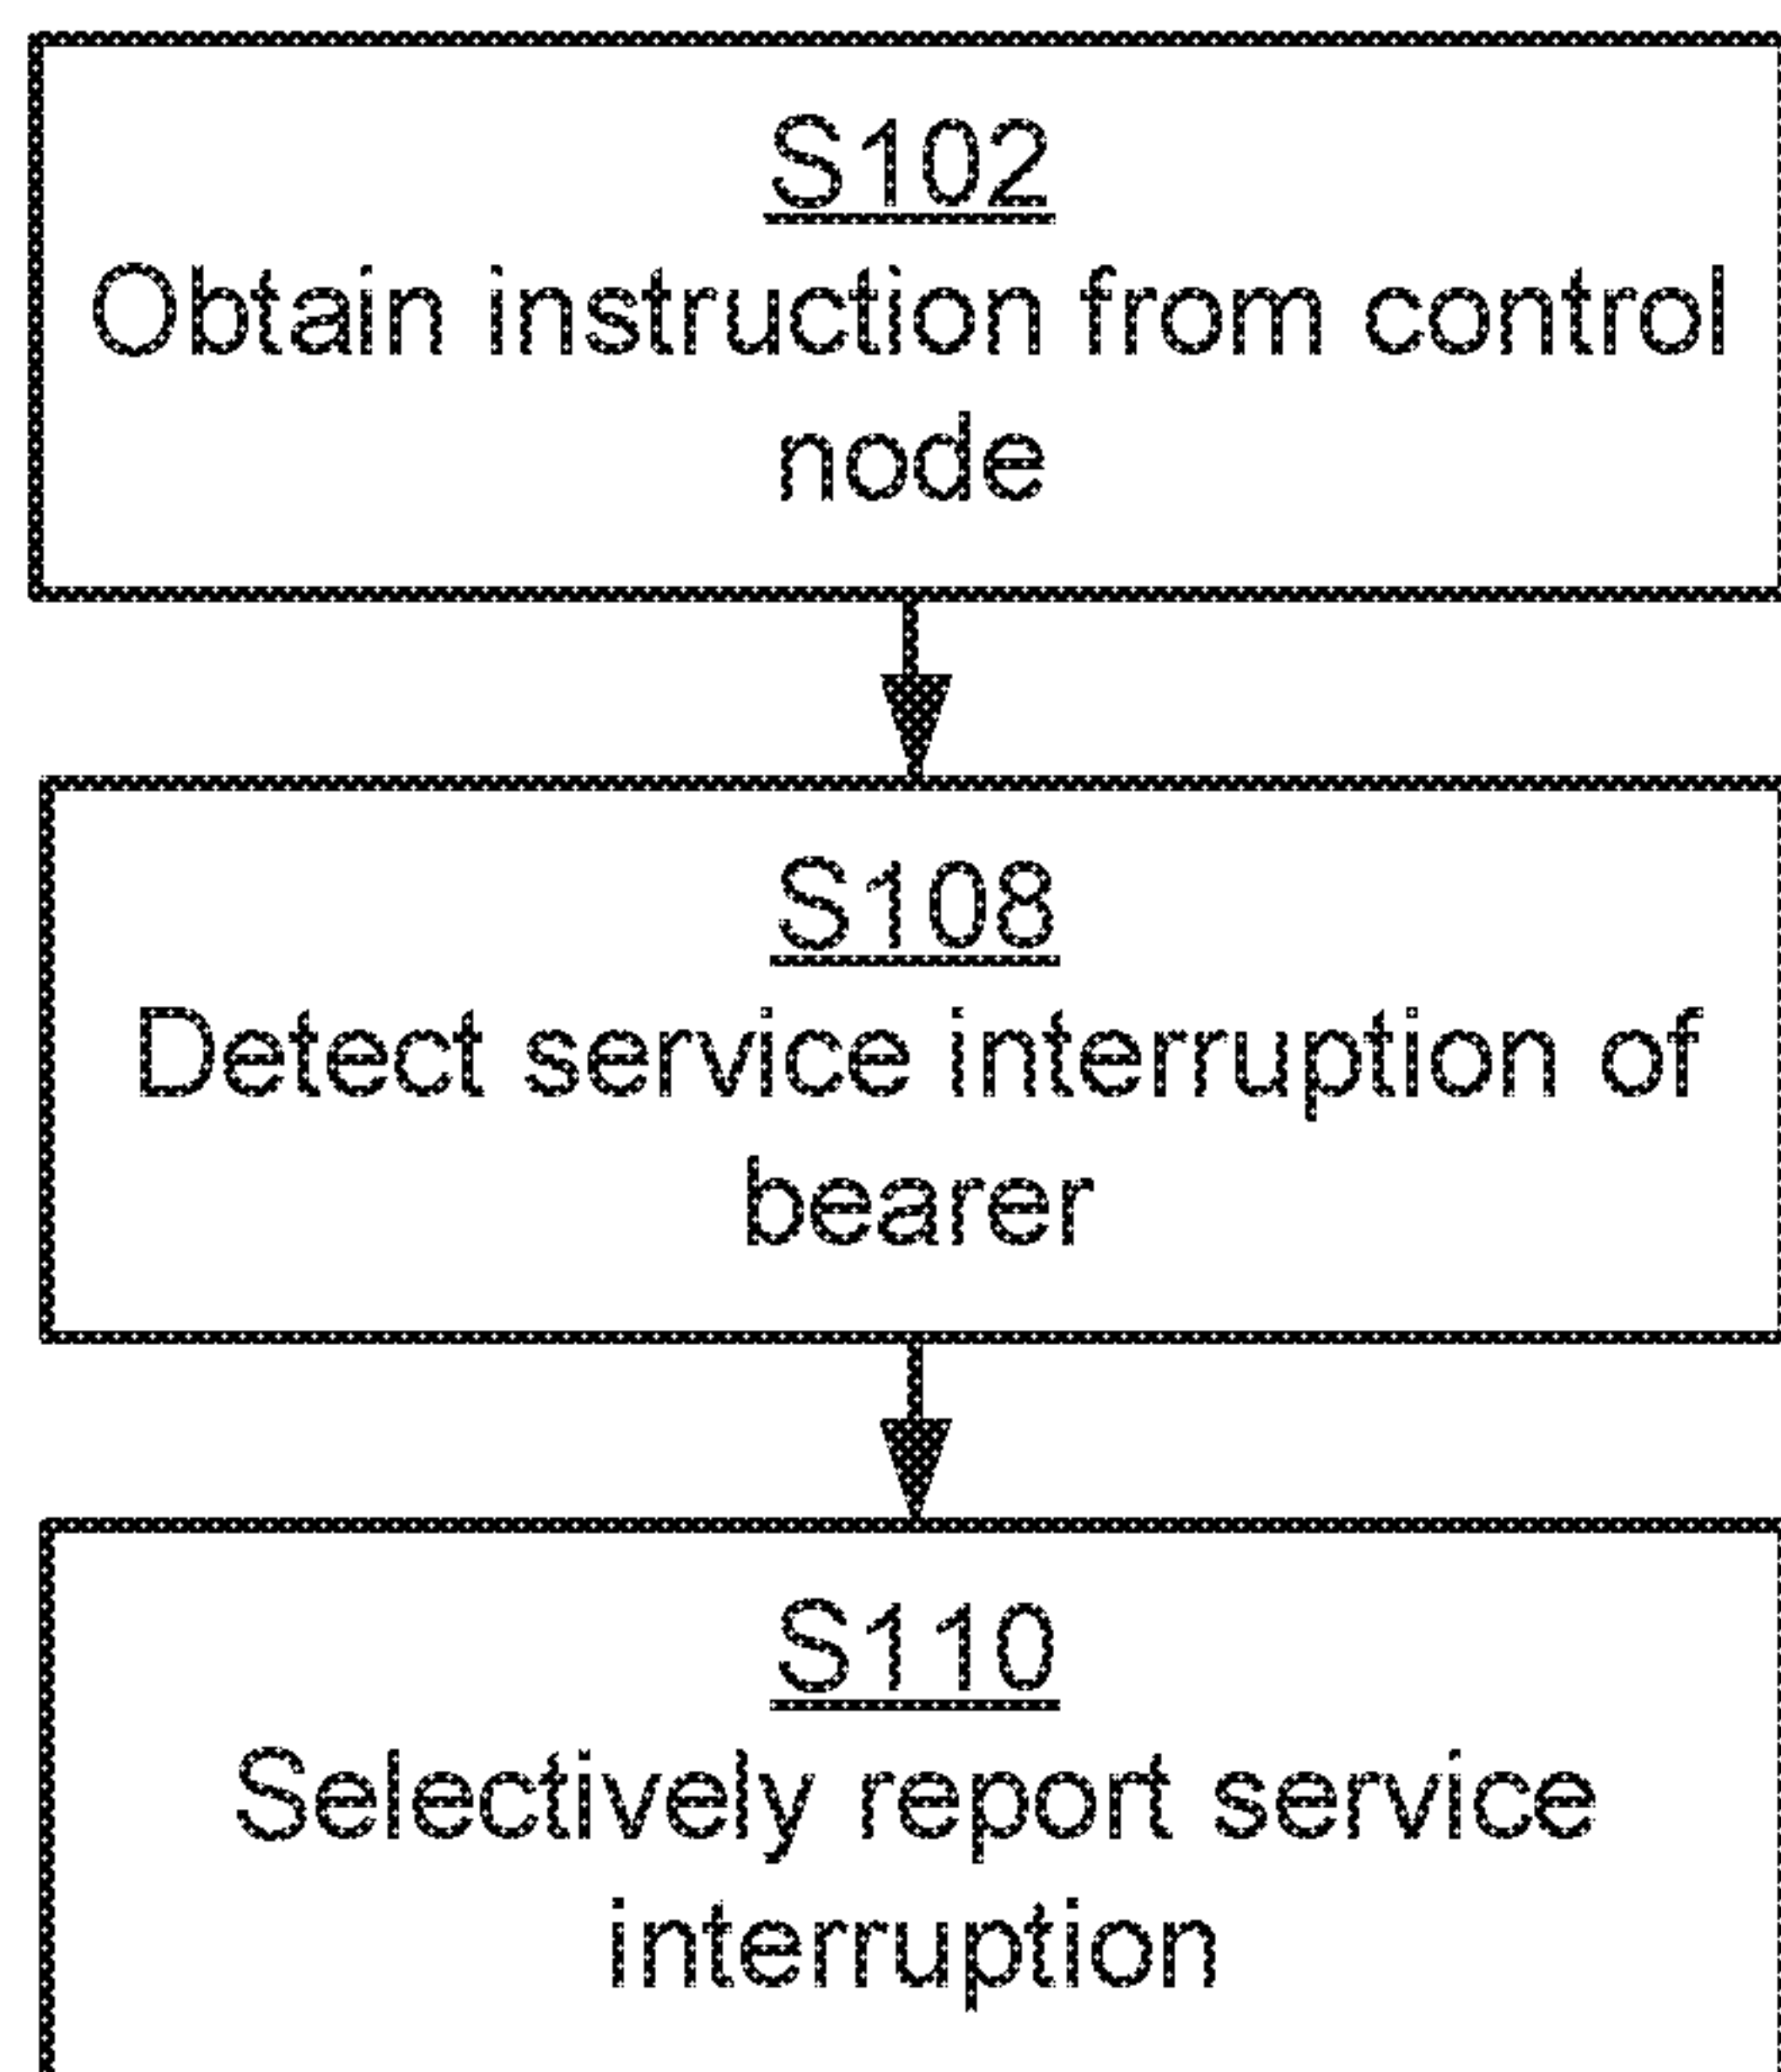 S102
Obtain instruction from control
node
S108
Detect service interruption of
bearer
S110
Selectively report service
interruption